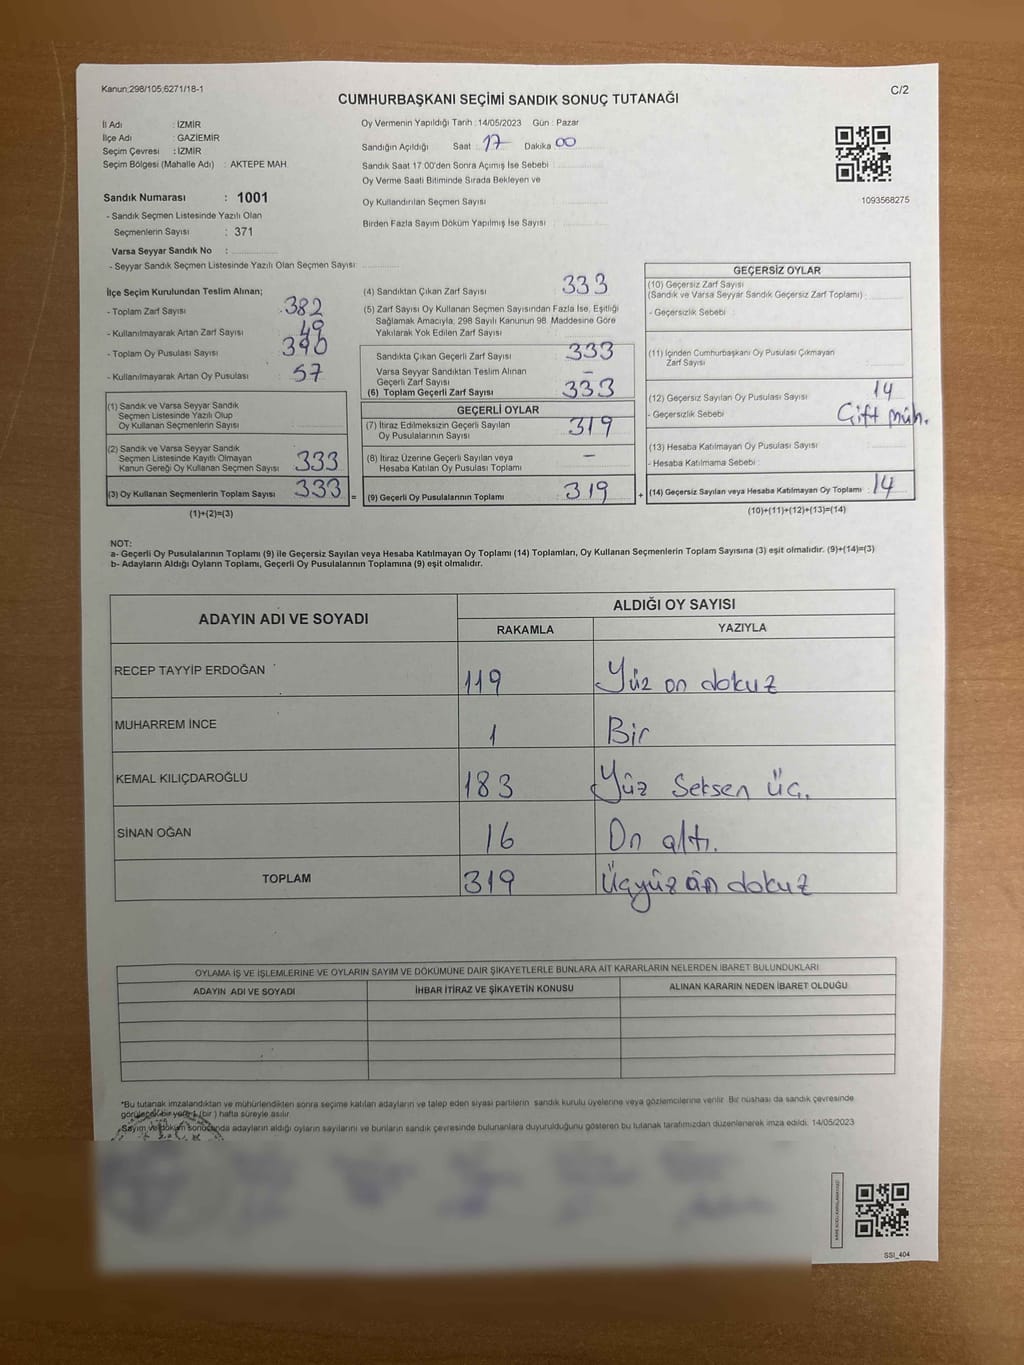 Kanun;298/105;6271/18-1
C/2
CUMHURBAŞKANI SEÇİMİ SANDIK SONUÇ TUTANAĞI
İl Adı : İZMİR
İlçe Adı : GAZİEMİR
Seçim Çevresi : İZMİR
Seçim Bölgesi (Mahalle Adı) : AKTEPE MAH.
Oy Vermenin Yapıldığı Tarih : 14/05/2023 Gün : Pazar
Sandığın Açıldığı Saat : 17 Dakika 00
Sandık Saat 17:00'den Sonra Açımış İse Sebebi :
Oy Verme Saati Bitiminde Sırada Bekleyen ve
Oy Kullandırılan Seçmen Sayısı
Birden Fazla Sayım Döküm Yapılmış İse Sayısı :
1093568275
Sandık Numarası : 1001
- Sandık Seçmen Listesinde Yazılı Olan
Seçmenlerin Sayısı : 371
Varsa Seyyar Sandık No :
- Seyyar Sandık Seçmen Listesinde Yazılı Olan Seçmen Sayısı:
İlçe Seçim Kurulundan Teslim Alınan;
- Toplam Zarf Sayısı : 382
- Kullanılmayarak Artan Zarf Sayısı : 49
- Toplam Oy Pusulası Sayısı : 390
- Kullanılmayarak Artan Oy Pusulası : 57
(1) Sandık ve Varsa Seyyar Sandık
Seçmen Listesinde Yazılı Olup
Oy Kullanan Seçmenlerin Sayısı :
(2) Sandık ve Varsa Seyyar Sandık
Seçmen Listesinde Kayıtlı Olmayan
Kanun Gereği Oy Kullanan Seçmen Sayısı : 333
(3) Oy Kullanan Seçmenlerin Toplam Sayısı : 333 =
(1)+(2)=(3)
(4) Sandıktan Çıkan Zarf Sayısı : 333
(5) Zarf Sayısı Oy Kullanan Seçmen Sayısından Fazla İse, Eşitliği
Sağlamak Amacıyla; 298 Sayılı Kanunun 98. Maddesine Göre
Yakılarak Yok Edilen Zarf Sayısı :
Sandıkta Çıkan Geçerli Zarf Sayısı : 333
Varsa Seyyar Sandıktan Teslim Alınan
Geçerli Zarf Sayısı : -
(6) Toplam Geçerli Zarf Sayısı : 333
GEÇERLİ OYLAR
(7) İtiraz Edilmeksizin Geçerli Sayılan
Oy Pusulalarının Sayısı : 319
(8) İtiraz Üzerine Geçerli Sayılan veya
Hesaba Katılan Oy Pusulası Toplamı : -
(9) Geçerli Oy Pusulalarının Toplamı : 319 +
GEÇERSİZ OYLAR
(10) Geçersiz Zarf Sayısı
(Sandık ve Varsa Seyyar Sandık Geçersiz Zarf Toplamı) :
- Geçersizlik Sebebi :
(11) İçinden Cumhurbaşkanı Oy Pusulası Çıkmayan
Zarf Sayısı :
(12) Geçersiz Sayılan Oy Pusulası Sayısı : 14
- Geçersizlik Sebebi : Çift müh.
(13) Hesaba Katılmayan Oy Pusulası Sayısı :
- Hesaba Katılmama Sebebi :
(14) Geçersiz Sayılan veya Hesaba Katılmayan Oy Toplamı : 14
(10)+(11)+(12)+(13)=(14)
NOT:
a- Geçerli Oy Pusulalarının Toplamı (9) ile Geçersiz Sayılan veya Hesaba Katılmayan Oy Toplamı (14) Toplamları, Oy Kullanan Seçmenlerin Toplam Sayısına (3) eşit olmalıdır. (9)+(14)=(3)
b- Adayların Aldığı Oyların Toplamı, Geçerli Oy Pusulalarının Toplamına (9) eşit olmalıdır.
ADAYIN ADI VE SOYADI
ALDIĞI OY SAYISI
RAKAMLA
YAZIYLA
RECEP TAYYİP ERDOĞAN 119 Yüz on dokuz
MUHARREM İNCE 1 Bir
KEMAL KILIÇDAROĞLU 183 Yüz Seksen üç.
SİNAN OĞAN 16 On altı.
TOPLAM 319 Üçyüz on dokuz
OYLAMA İŞ VE İŞLEMLERİNE VE OYLARIN SAYIM VE DÖKÜMÜNE DAİR ŞİKAYETLERLE BUNLARA AİT KARARLARIN NELERDEN İBARET BULUNDUKLARI
ADAYIN ADI VE SOYADI
İHBAR İTİRAZ VE ŞİKAYETİN KONUSU
ALINAN KARARIN NEDEN İBARET OLDUĞU
*Bu tutanak imzalandıktan ve mühürlendikten sonra seçime katılan adayların ve talep eden siyasi partilerin sandık kurulu üyelerine veya gözlemcilerine verilir. Bir nüshası da sandık çevresinde
görülecek bir yere 1 (bir) hafta süreyle asılır.
Sayım ve döküm sonucunda adayların aldığı oyların sayılarını ve bunların sandık çevresinde bulunanlara duyurulduğunu gösteren bu tutanak tarafımızdan düzenlenerek imza edildi. 14/05/2023
SSI_404